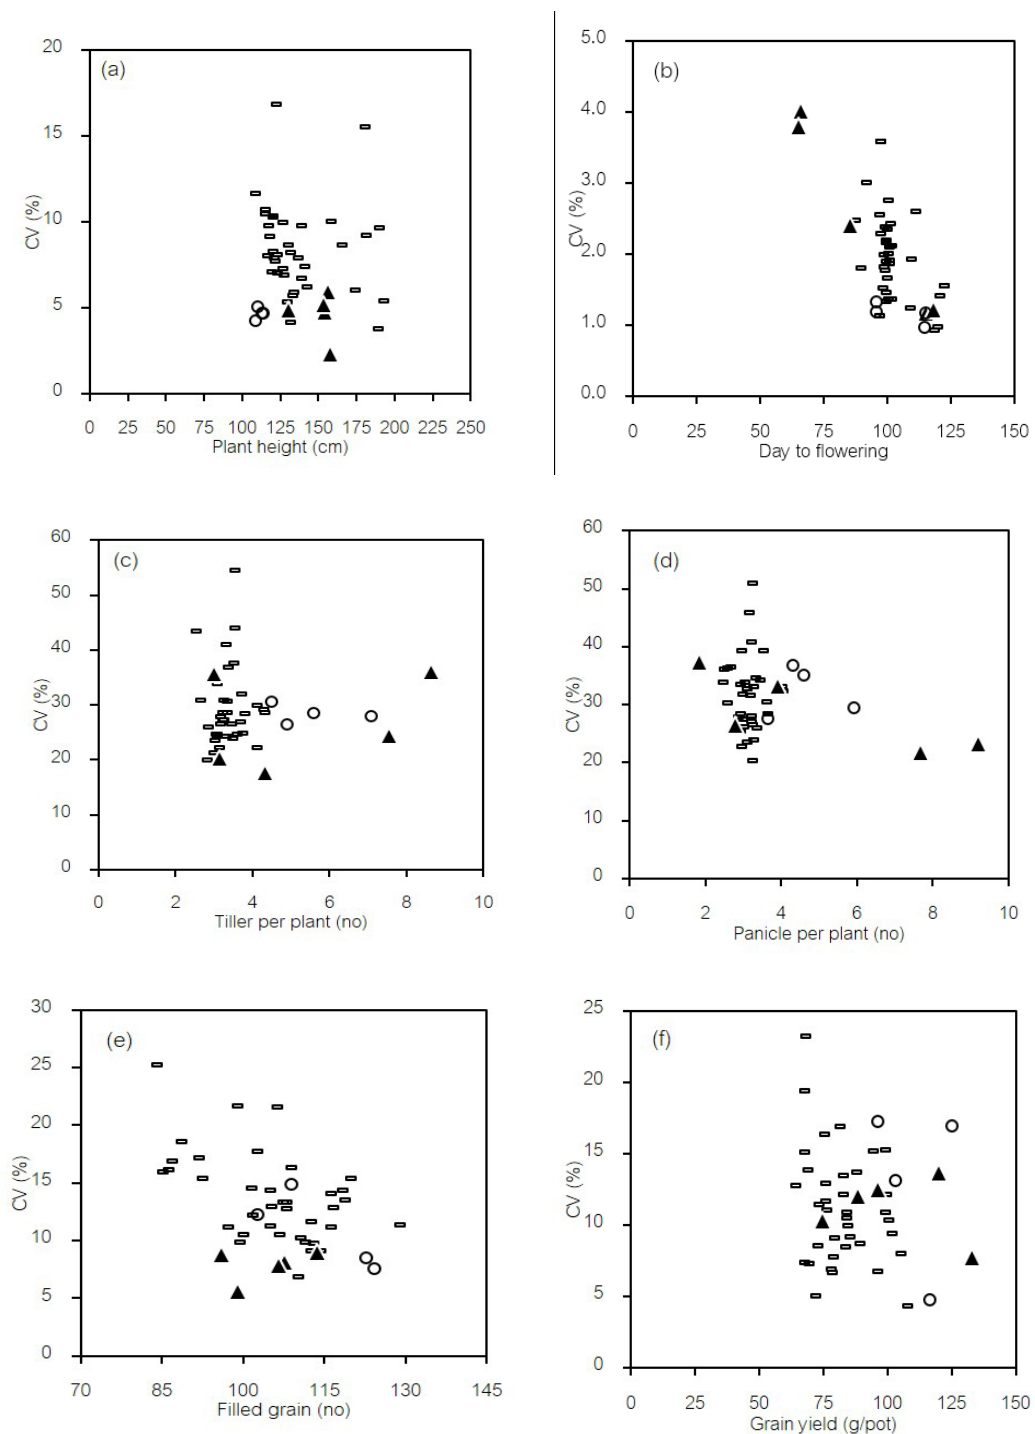 (a)
CV (%)
20
15
10
5
0
0 25 50 75 100 125 150 175 200 225 250
Plant height (cm)
(b)
CV (%)
5.0
4.0
3.0
2.0
1.0
0.0
0 25 50 75 100 125 150
Day to flowering
(c)
CV (%)
60
50
40
30
20
10
0
0 2 4 6 8 10
Tiller per plant (no)
(d)
CV (%)
60
50
40
30
20
10
0
0 2 4 6 8 10
Panicle per plant (no)
(e)
CV (%)
30
25
20
15
10
5
0
70 85 100 115 130 145
Filled grain (no)
(f)
CV (%)
25
20
15
10
5
0
0 25 50 75 100 125 150
Grain yield (g/pot)